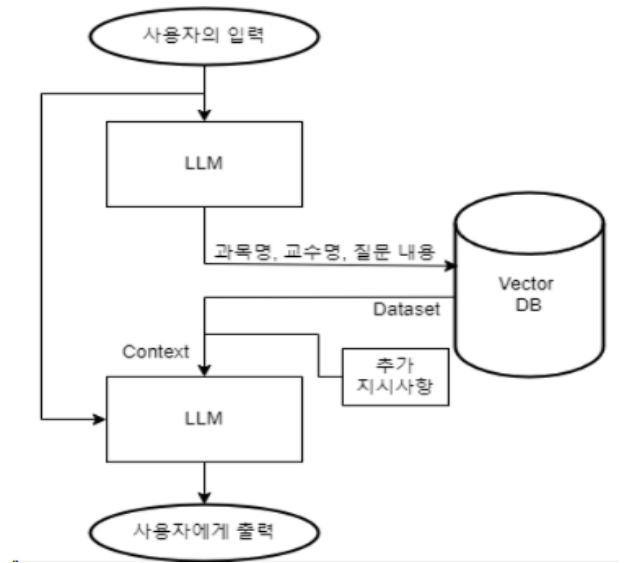 사용자의 입력
LLM
과목명, 교수명, 질문 내용
Vector
DB
Dataset
Context
추가
지시사항
LLM
사용자에게 출력